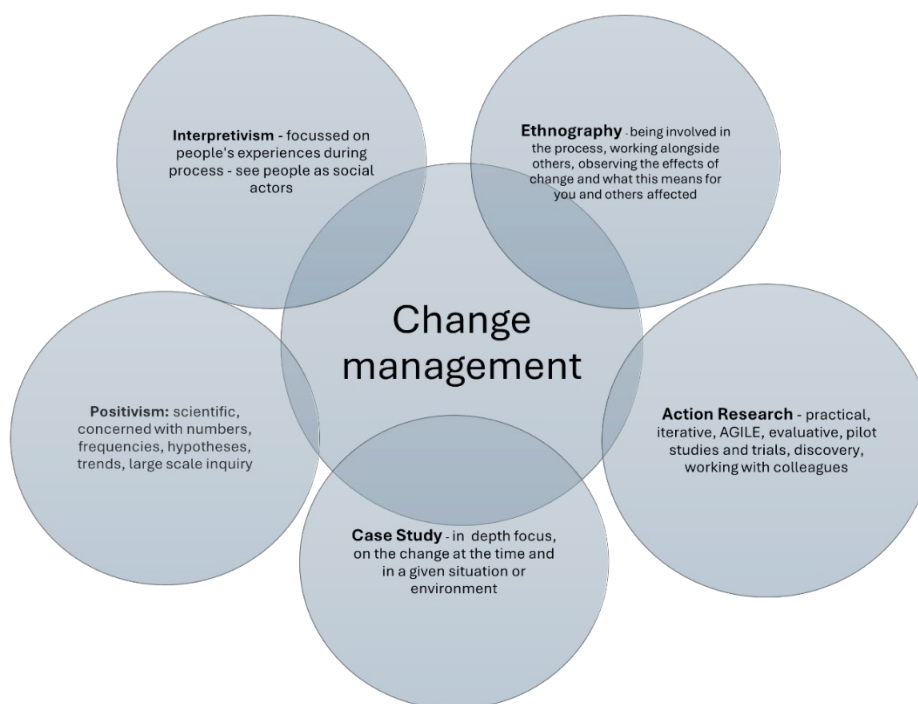 Interpretivism - focussed on
people's experiences during
process - see people as social
actors
Ethnography - being involved in
the process, working alongside
others, observing the effects of
change and what this means for
you and others affected
Change
management
Positivism: scientific,
concerned with numbers,
frequencies, hypotheses,
trends, large scale inquiry
Action Research - practical,
iterative, AGILE, evaluative, pilot
studies and trials, discovery,
working with colleagues
Case Study - in depth focus,
on the change at the time and
in a given situation or
environment